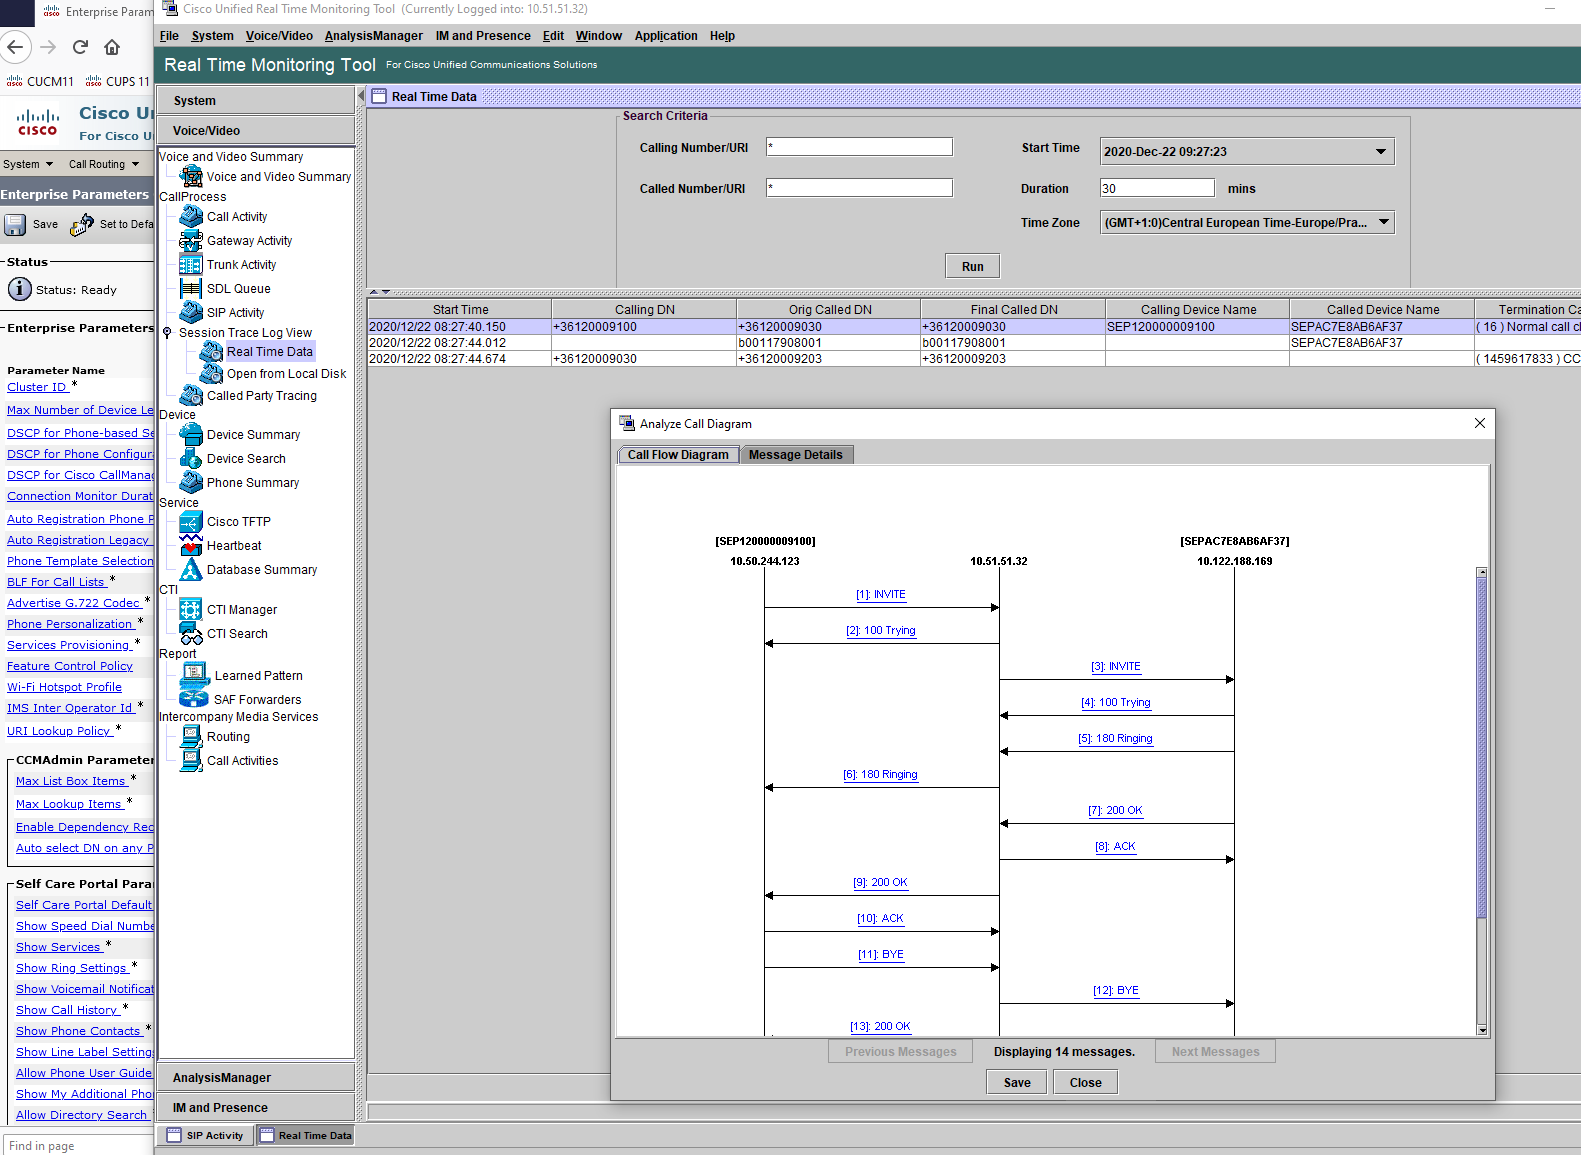 Enterprise Param
CUCM11
CUPS 11
CISCO
Cisco Un
For Cisco U
System
Call Routing
Enterprise Parameters
Save
Set to Defa
Status
Status: Ready
Enterprise Parameters
Parameter Name
Cluster ID *
Max Number of Device Le
DSCP for Phone-based Se
DSCP for Phone Configura
DSCP for Cisco CallManag
Connection Monitor Durat
Auto Registration Phone P
Auto Registration Legacy
Phone Template Selection
BLF For Call Lists *
Advertise G.722 Codec *
Phone Personalization *
Services Provisioning *
Feature Control Policy
Wi-Fi Hotspot Profile
IMS Inter Operator Id *
URI Lookup Policy *
CCMAdmin Parameter
Max List Box Items *
Max Lookup Items *
Enable Dependency Rec
Auto select DN on any P
Self Care Portal Para
Self Care Portal Default
Show Speed Dial Numbe
Show Services *
Show Ring Settings *
Show Voicemail Notificat
Show Call History *
Show Phone Contacts *
Show Line Label Settings
Allow Phone User Guide
Show My Additional Pho
Allow Directory Search
Find in page
Cisco Unified Real Time Monitoring Tool (Currently Logged into: 10.51.51.32)
File System Voice/Video AnalysisManager IM and Presence Edit Window Application Help
Real Time Monitoring Tool For Cisco Unified Communications Solutions
System
Voice/Video
Voice and Video Summary
Voice and Video Summary
CallProcess
Call Activity
Gateway Activity
Trunk Activity
SDL Queue
SIP Activity
Session Trace Log View
Real Time Data
Open from Local Disk
Called Party Tracing
Device
Device Summary
Device Search
Phone Summary
Service
Cisco TFTP
Heartbeat
Database Summary
CTI
CTI Manager
CTI Search
Report
Learned Pattern
SAF Forwarders
Intercompany Media Services
Routing
Call Activities
AnalysisManager
IM and Presence
SIP Activity
Real Time Data
Real Time Data
Search Criteria
Calling Number/URI *
Start Time 2020-Dec-22 09:27:23
Called Number/URI *
Duration 30 mins
Time Zone (GMT+1:0)Central European Time-Europe/Pra...
Run
Start Time Calling DN Orig Called DN Final Called DN Calling Device Name Called Device Name Termination Ca
2020/12/22 08:27:40.150 +36120009100 +36120009030 +36120009030 SEP120000009100 SEPAC7E8AB6AF37 ( 16 ) Normal call cl
2020/12/22 08:27:44.012 b00117908001 b00117908001 SEPAC7E8AB6AF37
2020/12/22 08:27:44.674 +36120009030 +36120009203 +36120009203 ( 1459617833 ) CC
Analyze Call Diagram
Call Flow Diagram
Message Details
[SEP120000009100] [SEPAC7E8AB6AF37]
10.50.244.123 10.51.51.32 10.122.188.169
[1]: INVITE
[2]: 100 Trying
[3]: INVITE
[4]: 100 Trying
[5]: 180 Ringing
[6]: 180 Ringing
[7]: 200 OK
[8]: ACK
[9]: 200 OK
[10]: ACK
[11]: BYE
[12]: BYE
[13]: 200 OK
Previous Messages Displaying 14 messages. Next Messages
Save Close